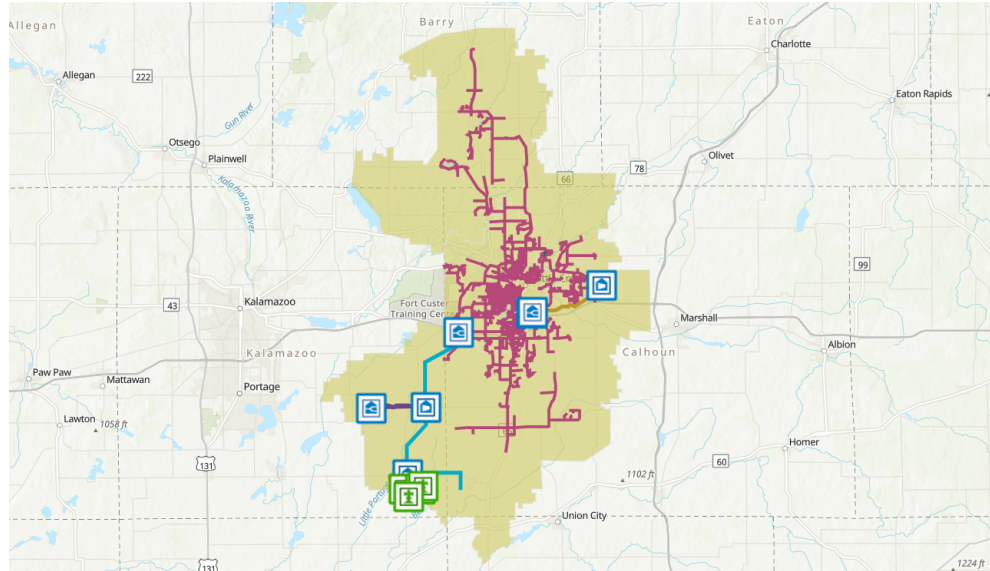 Allegan
Barry
Eaton
Charlotte
Allegan
222
Eaton Rapids
Gun River
Otsego
Plainwell
Olivet
78
66
Kalamazoo River
99
43
Kalamazoo
Fort Custer
Training Cente
Marshall
Calhoun
Albion
Kalamazoo
Paw Paw
Mattawan
Portage
Lawton
1058 ft
131
Homer
60
1102 ft
Little Portag
Union City
131
1224 ft